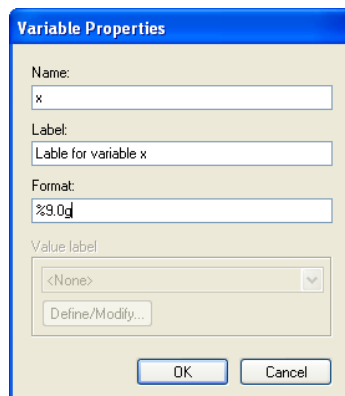 Variable Properties
Name:
x
Label:
Lable for variable x
Format:
%9.0g
Value label
<None>
Define/Modify...
OK Cancel